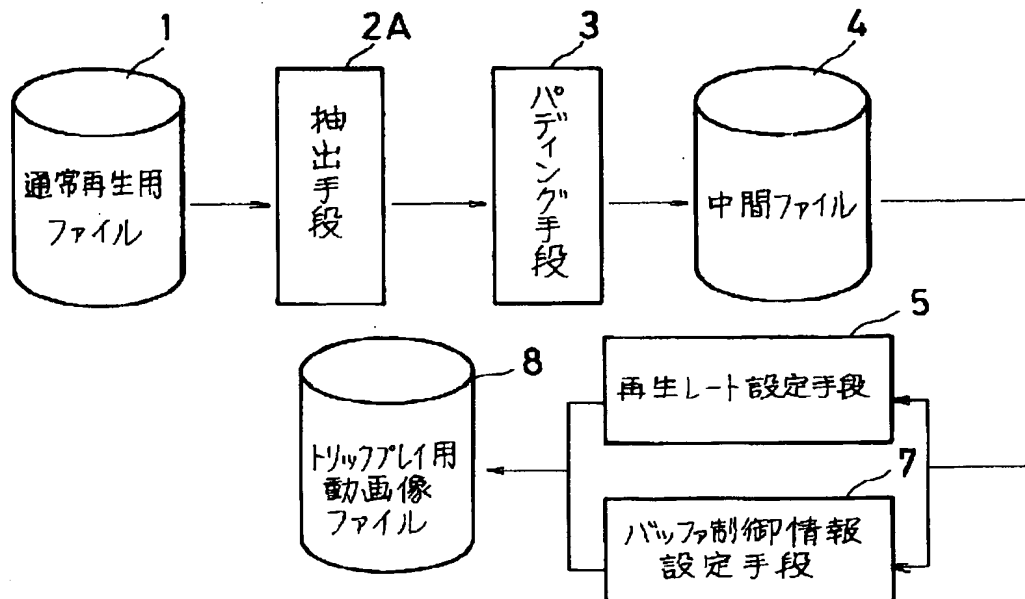 1
通常再生用
ファイル
2A
抽出手段
3
パディング手段
4
中間ファイル
5
再生レート設定手段
7
バッファ制御情報
設定手段
8
トリックプレイ用
動画像
ファイル